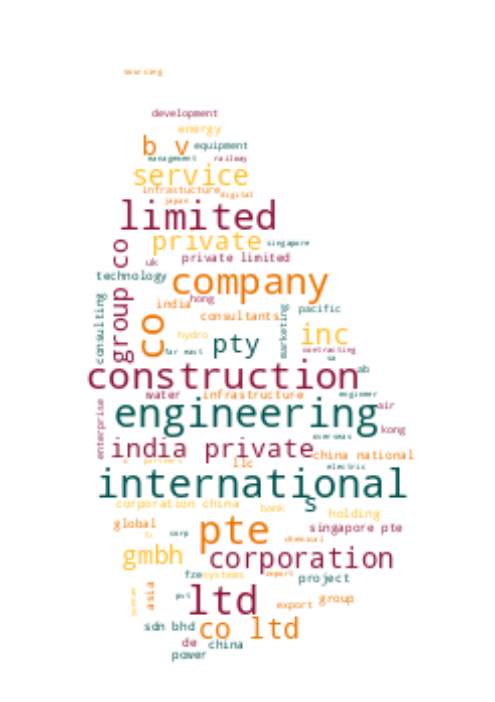 sourcing
development
energy
b v
equipment
management
railway
service
infrastucture
digital
japan
limited
group co
private
singapore
uk
private limited
technology
company
consulting
india
hong
co
consultants
marketing
pacific
hydro
pty
inc
far east
contracting
sa
construction
ab
water
infrastructure
engineer
enterprise
engineering
air
kong
overseas
india private
china national
llc
electric
international
s
corporation china
bank
holding
global
corp
pte
singapore pte
chemical
gmbh
corporation
fze
systems
import
project
asia
pvt
ltd
export
group
sdn bhd
co ltd
de
china
power